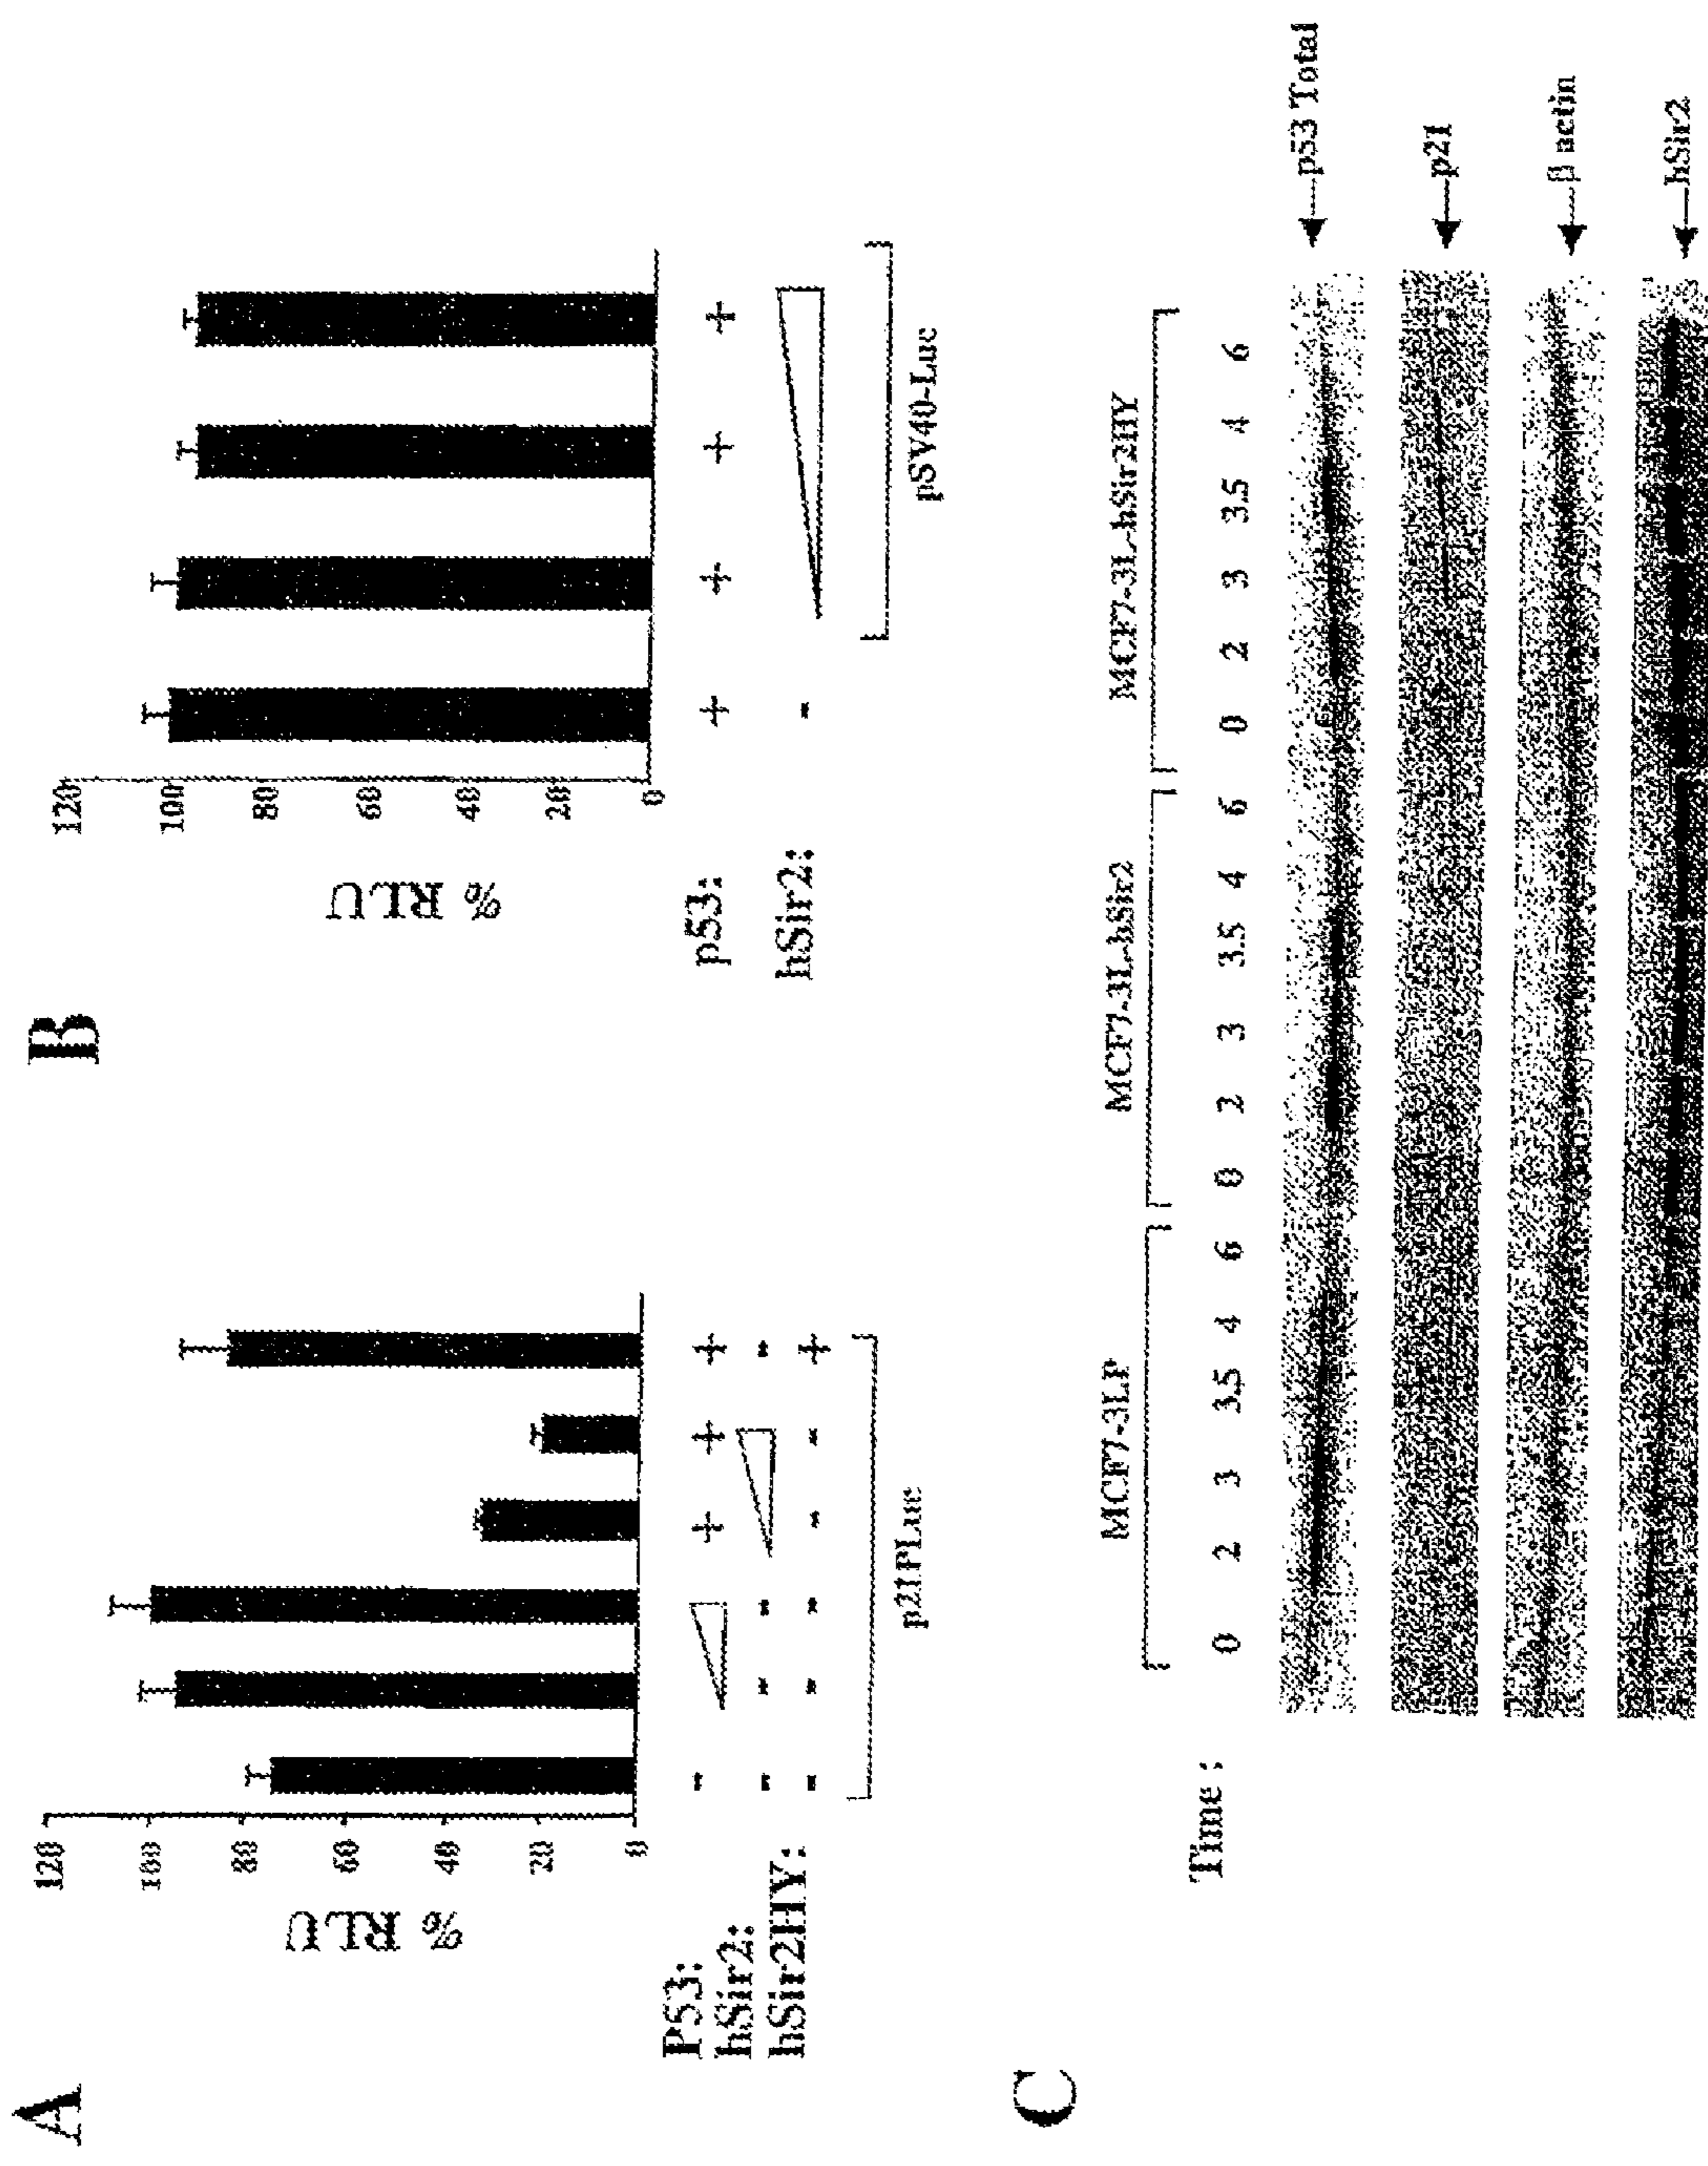 A
% RLU
120
100
80
60
40
20
0
P53: - + + +
hSir2: - - - -
hSir2HY: - - - - - +
p21PLuc
B
% RLU
120
100
80
60
40
20
0
p53: + + + +
hSir2: -
pSV40-Luc
C
MCF7-3LP MCF7-3L-hSir2 MCF7-3L-hSir2HY
Time : 0 2 3 3.5 4 6 0 2 3 3.5 4 6 0 2 3 3.5 4 6
p53 Total
p21
β actin
hSir2